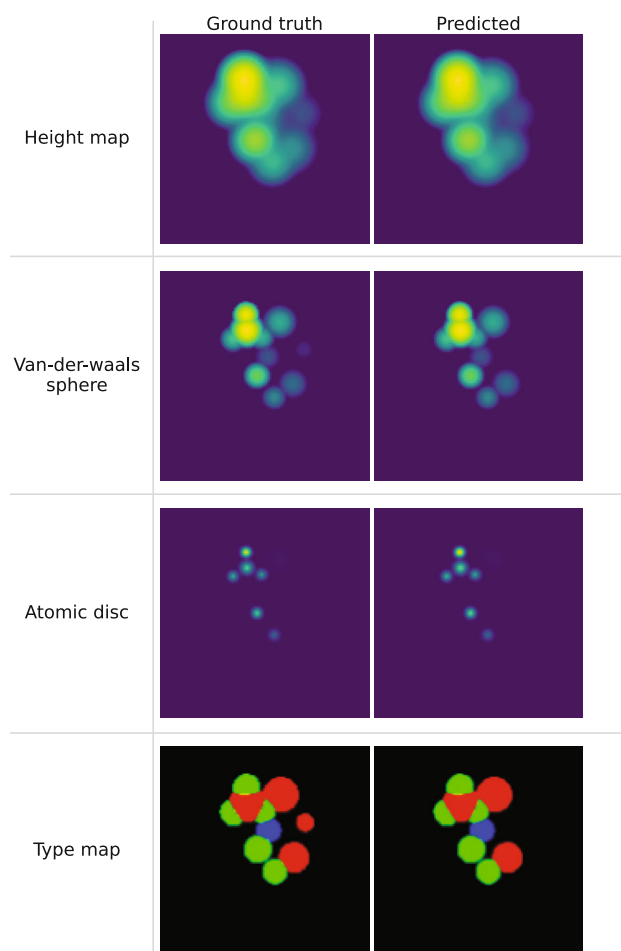 Ground truth
Predicted
Height map
Van-der-waals
sphere
Atomic disc
Type map